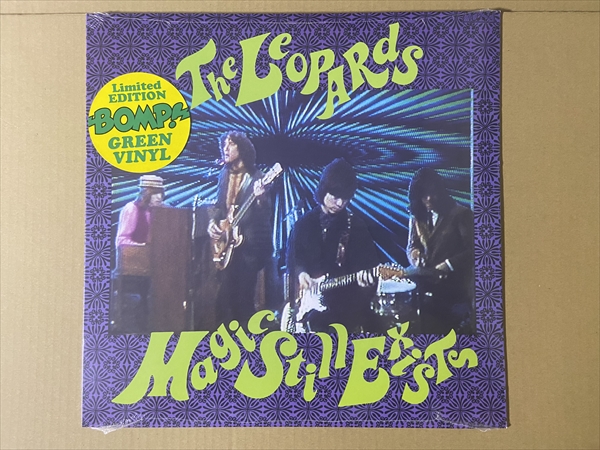 The Leopards
Limited
EDITION
BOMP!
GREEN
VINYL
Magic Still Exists